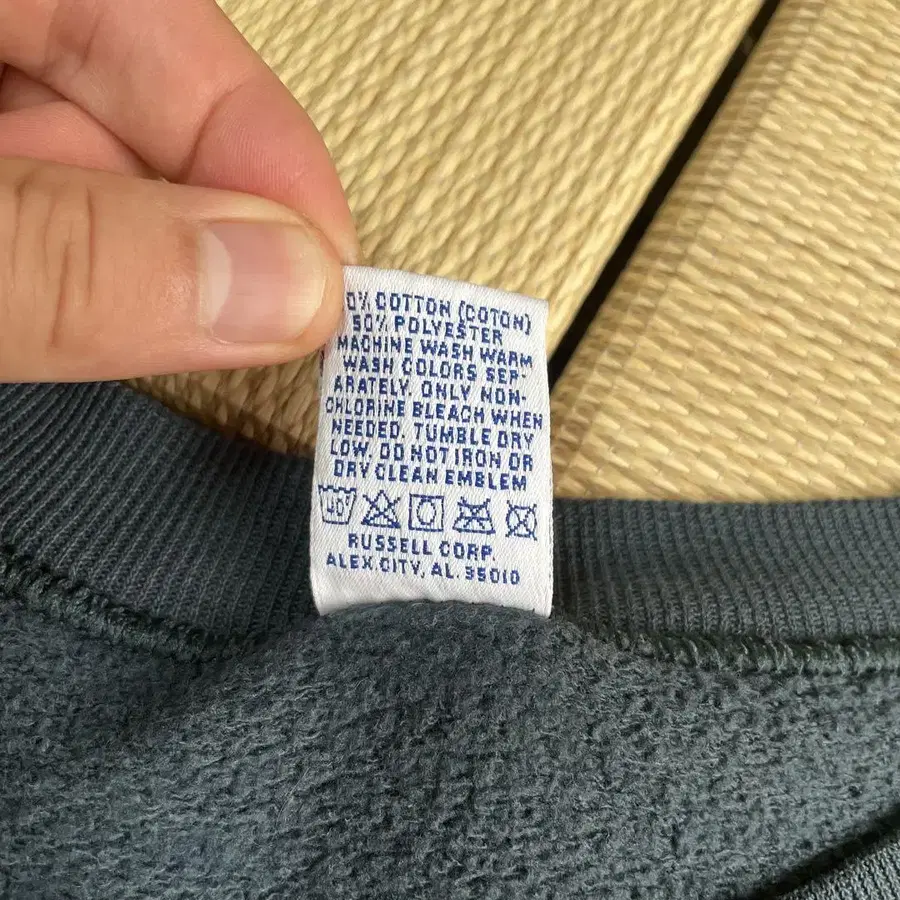 0% COTTON (COTON)
50% POLYESTER
MACHINE WASH WARM
WASH COLORS SEP-
ARATELY. ONLY NON-
CHLORINE BLEACH WHEN
NEEDED. TUMBLE DRY
LOW. DO NOT IRON OR
DRY CLEAN EMBLEM
40°
RUSSELL CORP.
ALEX.CITY, AL. 35010